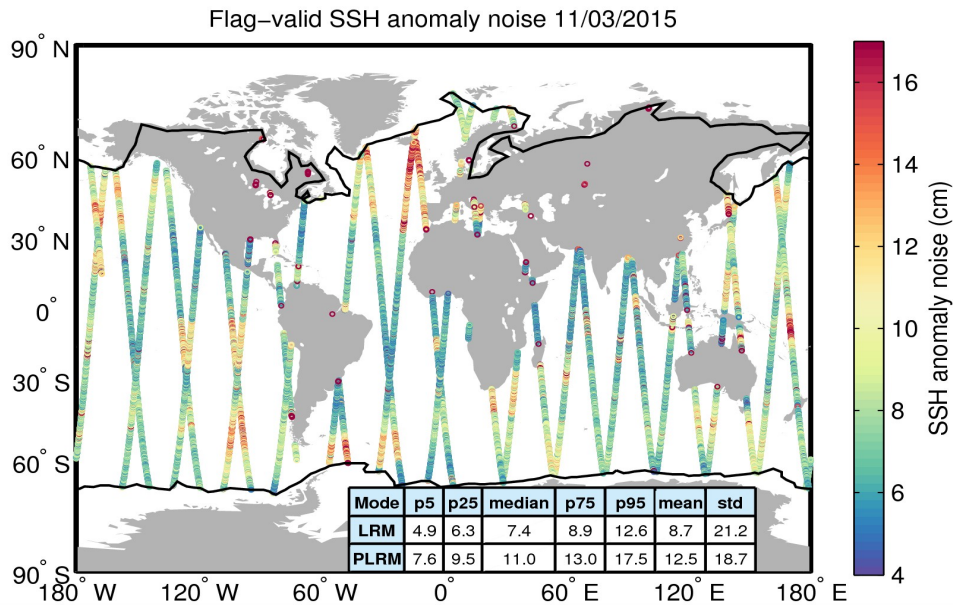 Flag−valid SSH anomaly noise 11/03/2015
90° N
60° N
30° N
0°
30° S
60° S
90° S
180° W
120° W
60° W
0°
60° E
120° E
180° E
Mode p5 p25 median p75 p95 mean std
LRM 4.9 6.3 7.4 8.9 12.6 8.7 21.2
PLRM 7.6 9.5 11.0 13.0 17.5 12.5 18.7
16
14
12
10
8
6
4
SSH anomaly noise (cm)